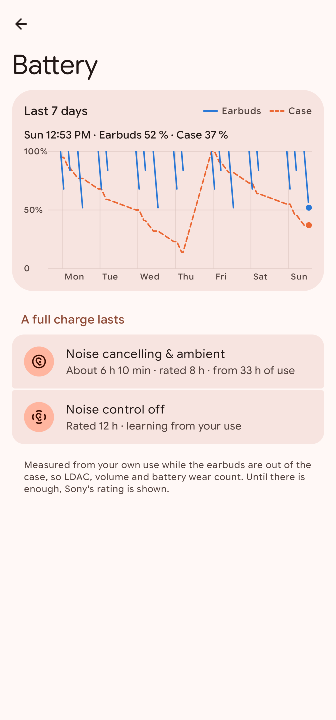 Battery
Last 7 days
Earbuds
Case
Sun 12:53 PM · Earbuds 52 % · Case 37 %
100%
50%
0
Mon
Tue
Wed
Thu
Fri
Sat
Sun
A full charge lasts
Noise cancelling & ambient
About 6 h 10 min · rated 8 h · from 33 h of use
Noise control off
Rated 12 h · learning from your use
Measured from your own use while the earbuds are out of the
case, so LDAC, volume and battery wear count. Until there is
enough, Sony's rating is shown.